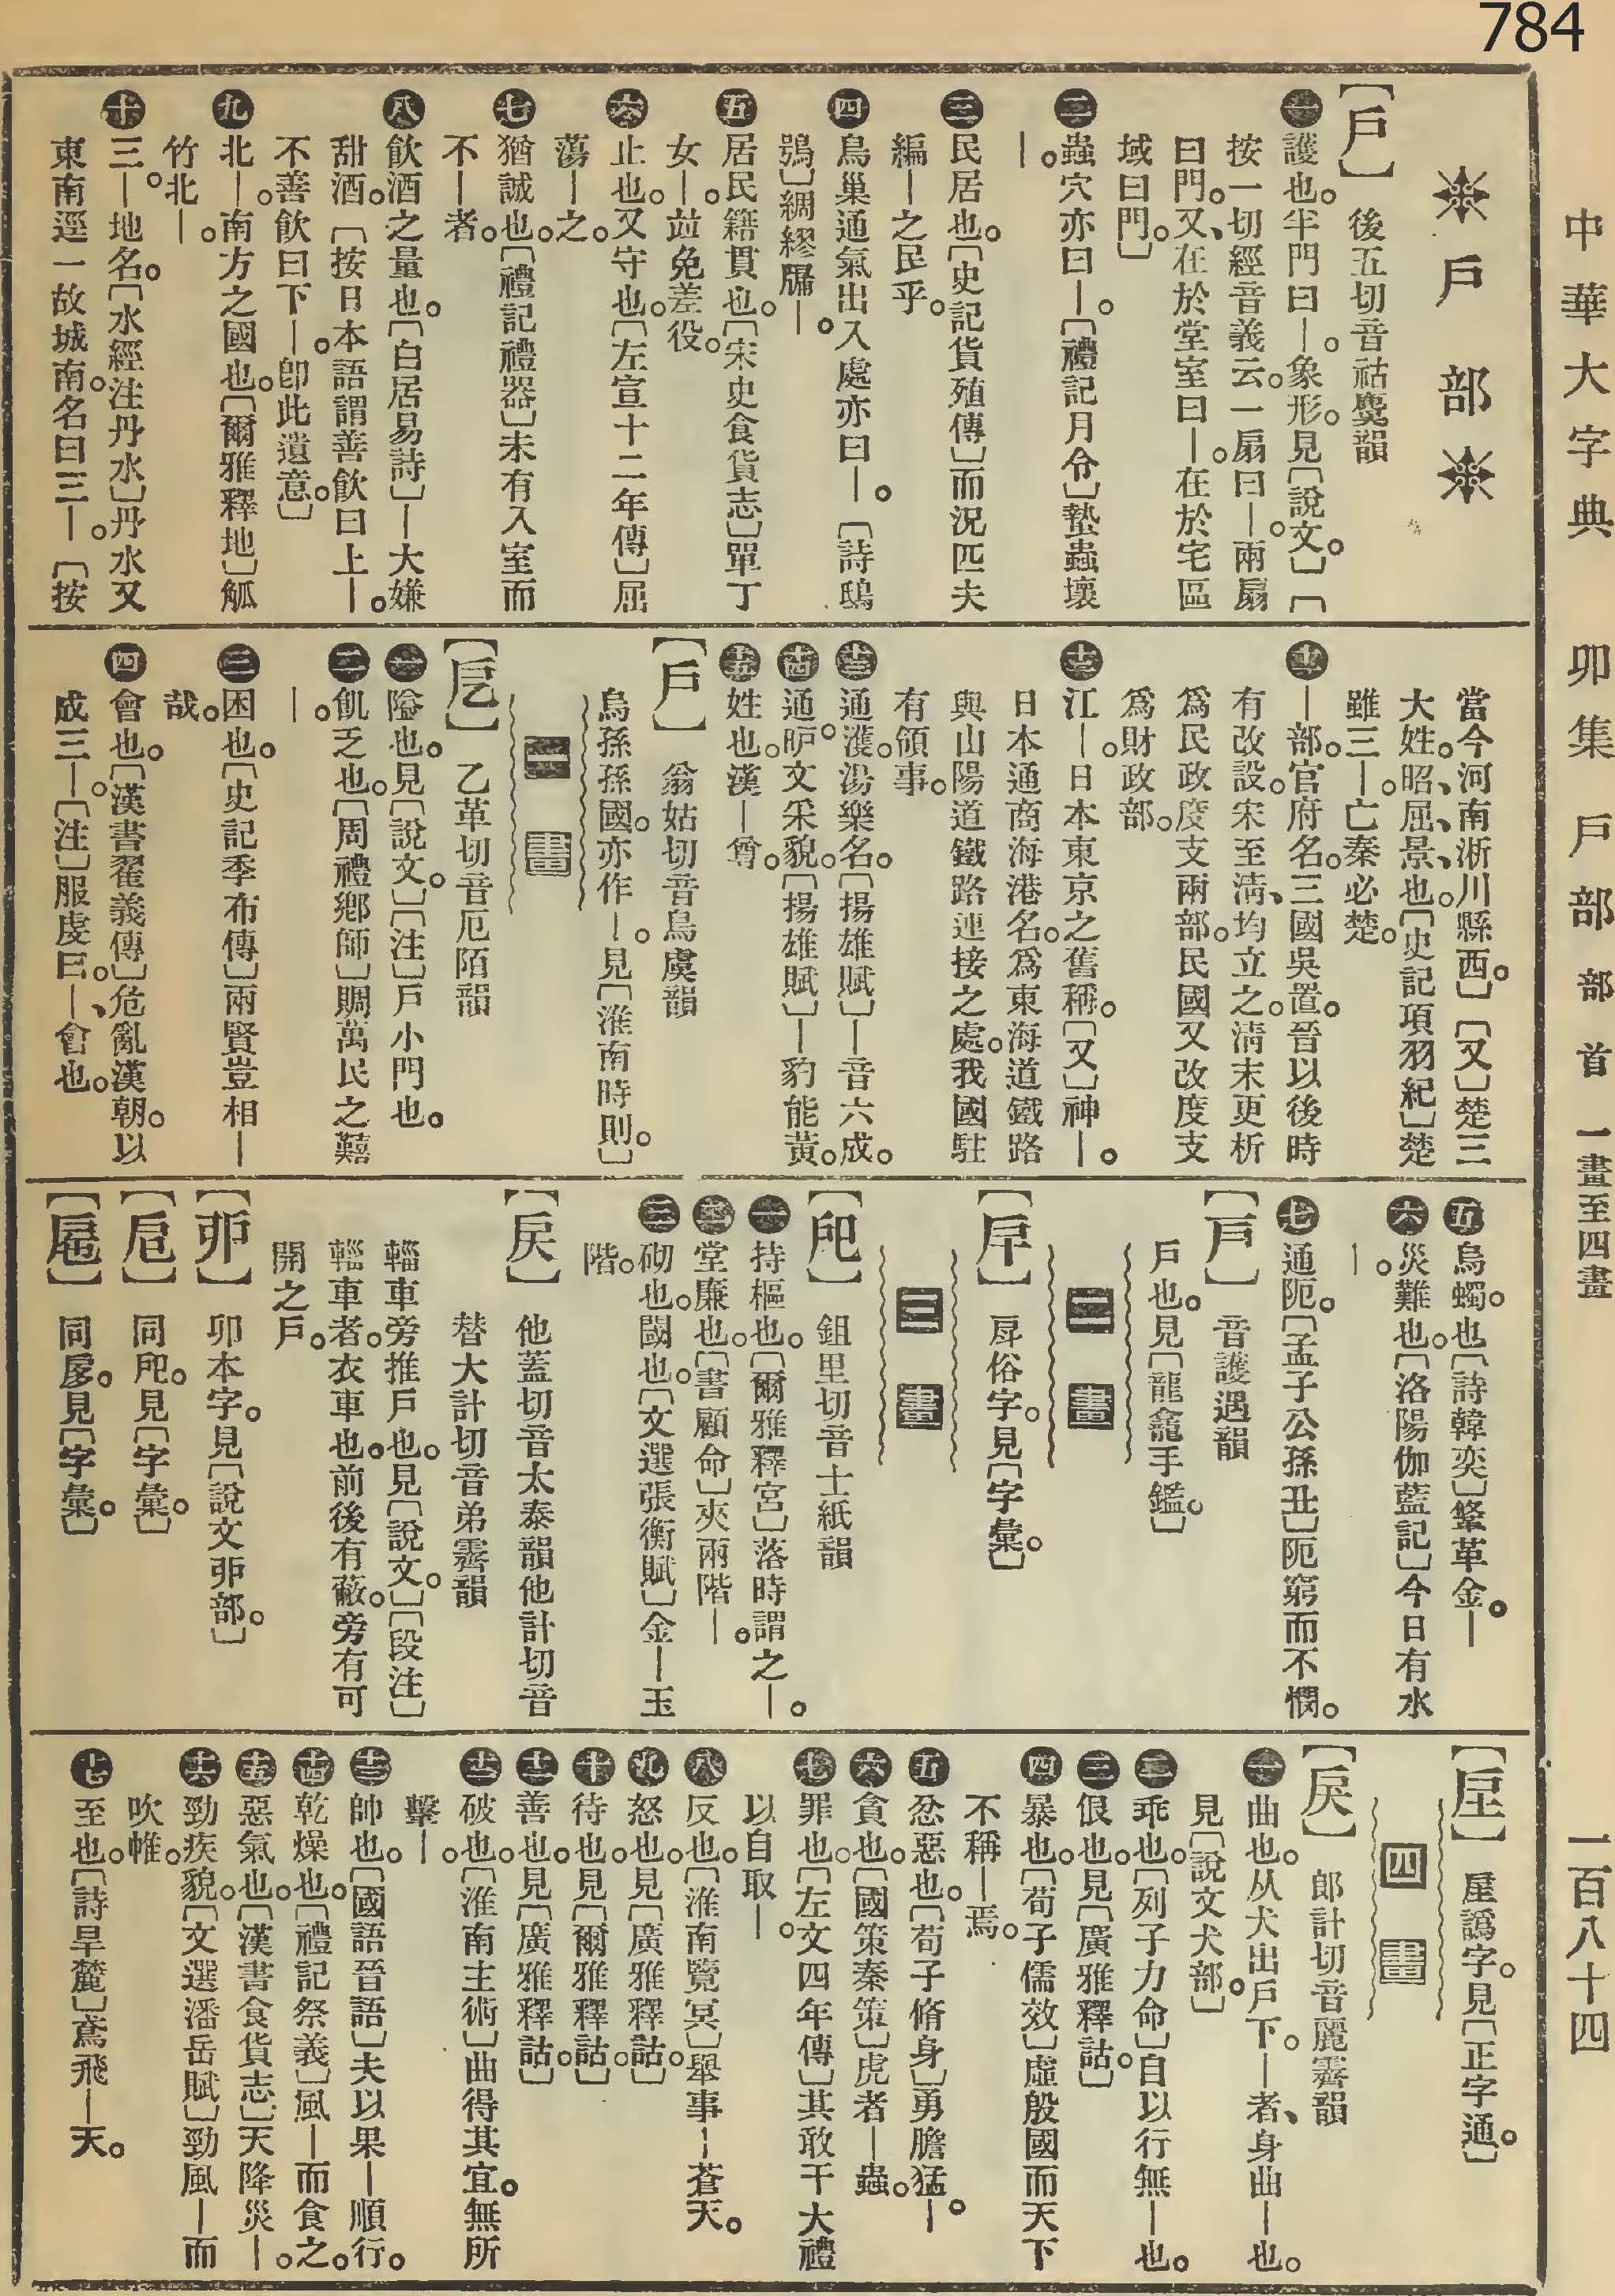 784
中華大字典 卯集 戶部 部首 一畫至四畫 一百八十四
戶部
【戶】 後五切音祜麌韻
㊀護也。半門曰—。象形。見〔說文。〕〔
按一切經音義云。一扇曰—。兩扇
曰門。又、在於堂室曰—。在於宅區
域曰門。〕
㊁蟲穴亦曰—。〔禮記月令〕蟄蟲壞
—。
㊂民居也。〔史記貨殖傳〕而況匹夫
編—之民乎。
㊃鳥巢通氣出入處亦曰—。〔詩鴟
鴞〕綢繆牖—。
㊄居民籍貫也。〔宋史食貨志〕單丁
女—。竝免差役。
㊅止也。又守也。〔左宣十二年傳〕屈
蕩—之。
㊆猶誠也。〔禮記禮器〕未有入室而
不—者。
㊇飲酒之量也。〔白居易詩〕—大嫌
甜酒。〔按日本語謂善飲曰上—。
不善飲曰下—。卽此遺意。〕
㊈北—。南方之國也。〔爾雅釋地〕觚
竹北—。
㊉三—。地名。〔水經注丹水〕丹水又
東南逕一故城南。名曰三—。〔按
當今河南淅川縣西。〕〔又〕楚三
大姓。昭、屈、景、也。〔史記項羽紀〕楚
雖三—。亡秦必楚。
⑪—部。官府名。三國吳置。晉以後時
有改設。宋至淸、均立之。淸末更析
爲民政度支兩部。民國又改度支
爲財政部。
⑫江—。日本東京之舊稱。〔又〕神—。
日本通商海港名。爲東海道鐵路
與山陽道鐵路連接之處。我國駐
有領事。
⑬通濩。湯樂名。〔揚雄賦〕—音六成。
⑭通昈。文采貌。〔揚雄賦〕—豹能黃。
⑮姓也。漢—尊。
【戶】 翁姑切音烏虞韻
烏孫孫國。亦作—。見〔淮南時則。〕
一畫
【戹】 乙革切音厄陌韻
㊀隘也。見〔說文。〕〔注〕戶小門也。
㊁飢乏也。〔周禮鄕師〕賙萬民之囏
—。
㊂困也。〔史記季布傳〕兩賢豈相—
哉。
㊃會也。〔漢書翟義傳〕危亂漢朝。以
成三—。〔注〕服虔曰。—、會也。
㊄烏蠋也。〔詩韓奕〕鞗革金。—
㊅災難也。〔洛陽伽藍記〕今日有水
—。
㊆通阨。〔孟子公孫丑〕阨窮而不憫。
【戸】 音護遇韻
戶也。見〔龍龕手鑑。〕
二畫
【戼】 戽俗字。見〔字彙。〕
三畫
【戺】 鉏里切音士紙韻
㊀持樞也。〔爾雅釋宮〕落時謂之—。
㊁堂廉也。〔書顧命〕夾兩階—。
㊂砌也。閾也。〔文選張衡賦〕金—玉
階。
【戻】 他蓋切音太泰韻他計切音
替大計切音弟霽韻
輜車旁推戶也。見〔說文。〕〔段注〕
輜車者。衣車也。前後有蔽。旁有可
開之戶。
【戼】 卯本字。見〔說文戼部。〕
同戺。見〔字彙。〕
同扅。見〔字彙。〕
四畫
【戾】 郎計切音麗霽韻
㊀曲也。从犬出戶下。—者、身曲—也。
見〔說文犬部。〕
㊁乖也。〔列子力命〕自以行無—也。
㊂佷也。見〔廣雅釋詁。〕
㊃暴也。〔荀子儒效〕虛殷國而天下
不稱—焉。
㊄忿惡也。〔荀子脩身〕勇膽猛—。
㊅貪也。〔國策秦策〕虎者—蟲。
㊆罪也。〔左文四年傳〕其敢干大禮
以自取—。
㊇反也。〔淮南覽冥〕舉事—蒼天。
㊈怒也。見〔廣雅釋詁。〕
㊉待也。見〔爾雅釋詁。〕
⑪善也。見〔廣雅釋詁。〕
⑫破也。〔淮南主術〕曲得其宜。無所
擊—。
⑬帥也。〔國語晉語〕夫以果—順行。
⑭乾燥也。〔禮記祭義〕風—而食之。
⑮惡氣也。〔漢書食貨志〕天降災—。
⑯勁疾貌。〔文選潘岳賦〕勁風—而
吹帷。
⑰至也。〔詩旱麓〕鳶飛—天。